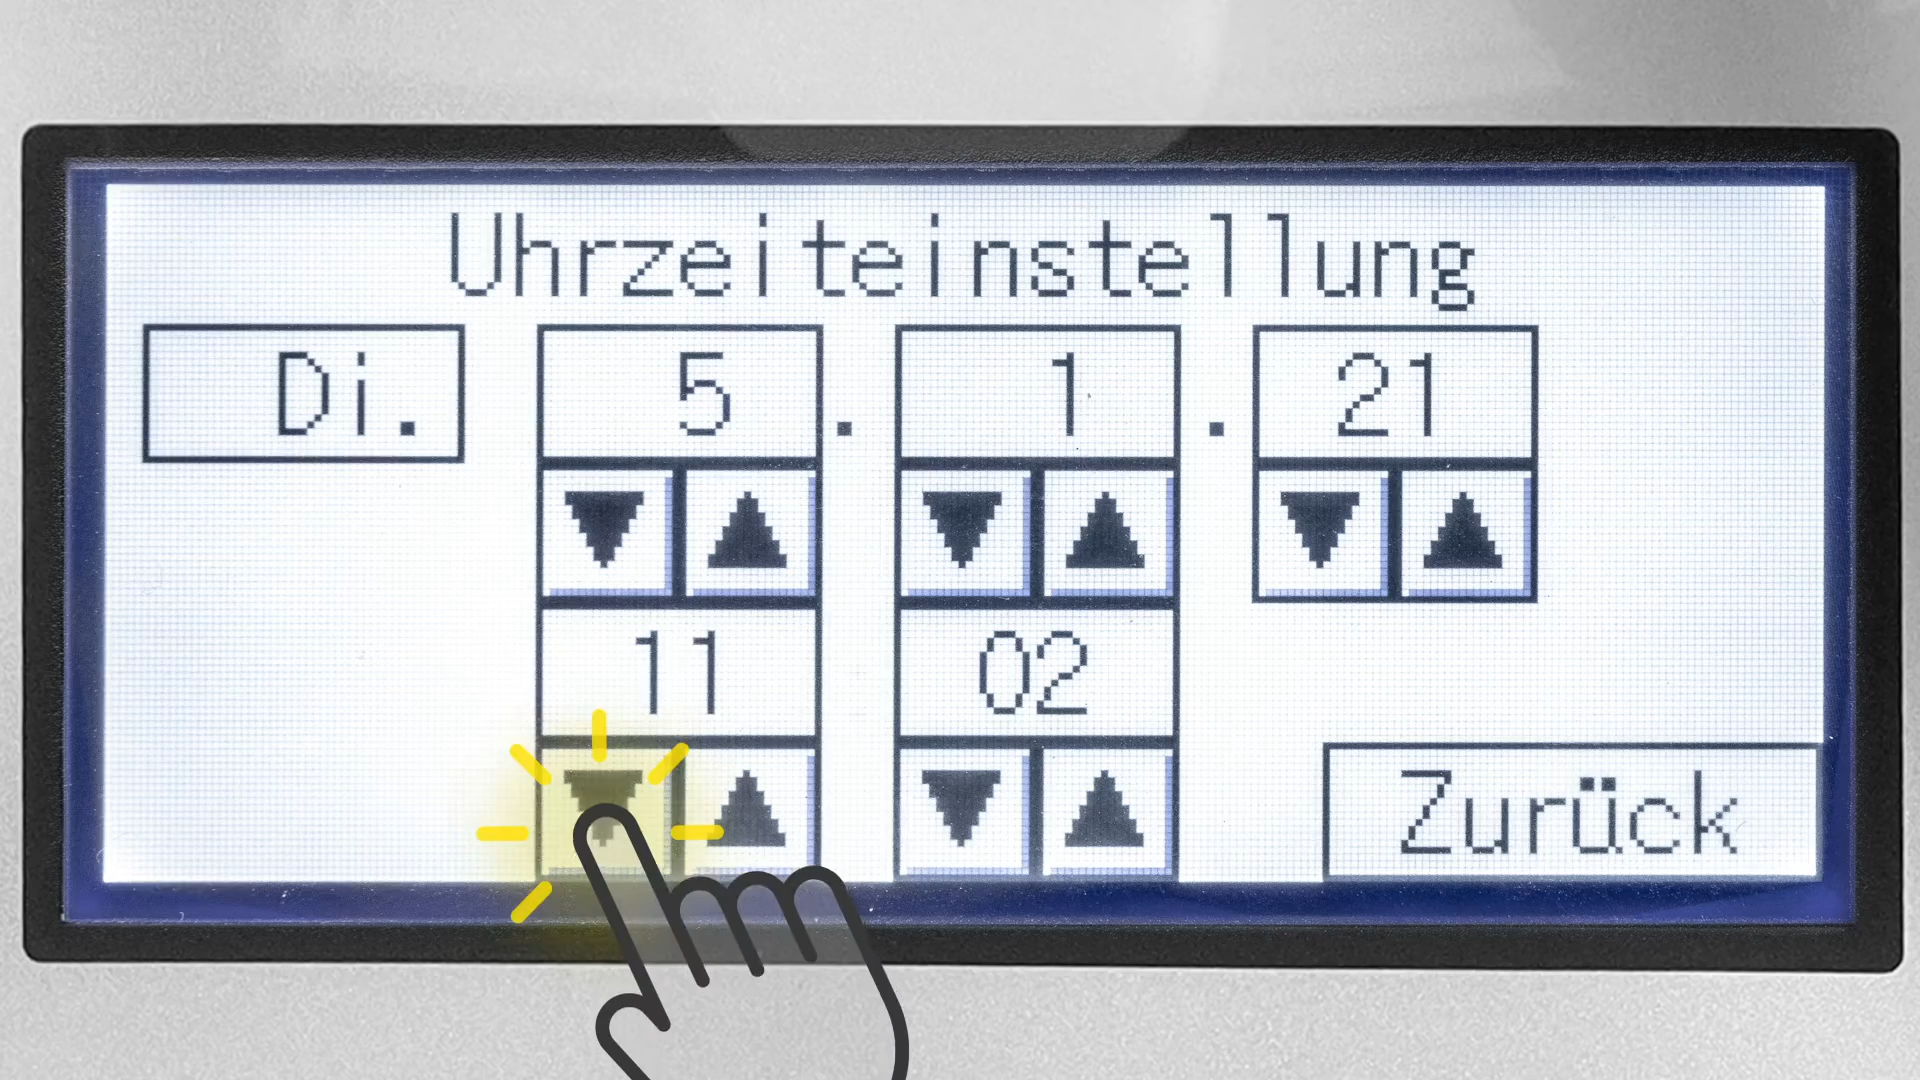 Uhrzeiteinstellung
Di. 5 . 1 . 21
▼ ▲ ▼ ▲ ▼ ▲
11 02
▼ ▲ ▼ ▲ Zurück